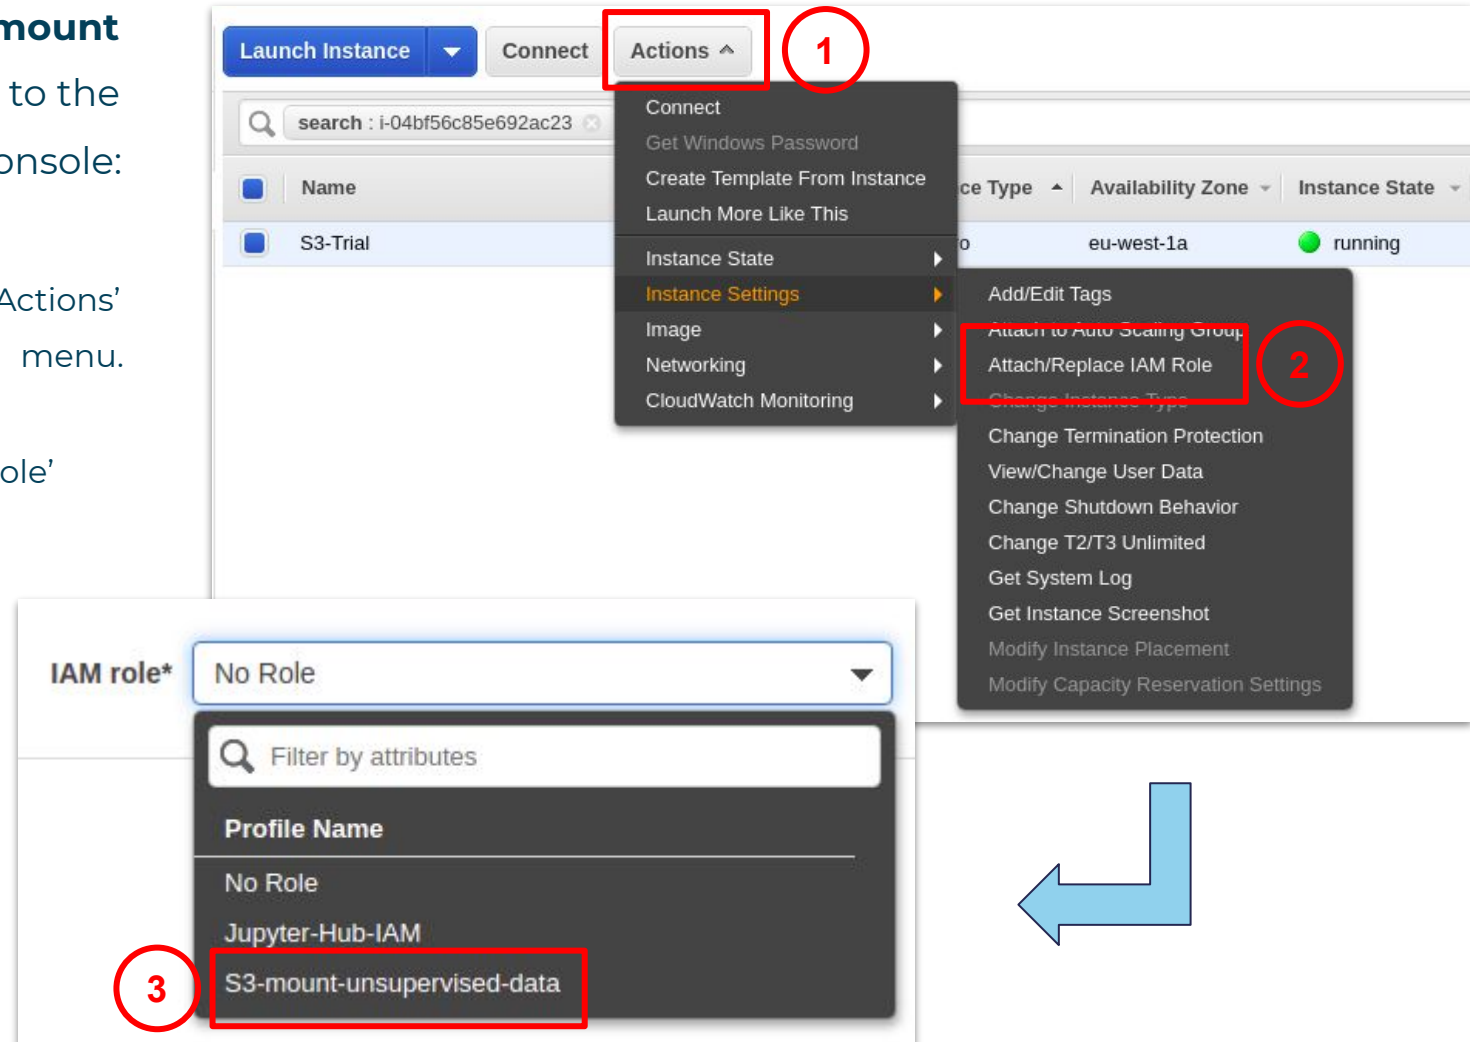 mount
to the
onsole:
Actions’
menu.
ole’
Launch Instance
Connect
Actions
1
search : i-04bf56c85e692ac23
Name
ce Type
Availability Zone
Instance State
S3-Trial
o
eu-west-1a
running
Connect
Get Windows Password
Create Template From Instance
Launch More Like This
Instance State
Instance Settings
Image
Networking
CloudWatch Monitoring
Add/Edit Tags
Attach to Auto Scaling Group
Attach/Replace IAM Role
2
Change Instance Type
Change Termination Protection
View/Change User Data
Change Shutdown Behavior
Change T2/T3 Unlimited
Get System Log
Get Instance Screenshot
Modify Instance Placement
Modify Capacity Reservation Settings
IAM role*
No Role
Filter by attributes
Profile Name
No Role
Jupyter-Hub-IAM
3
S3-mount-unsupervised-data